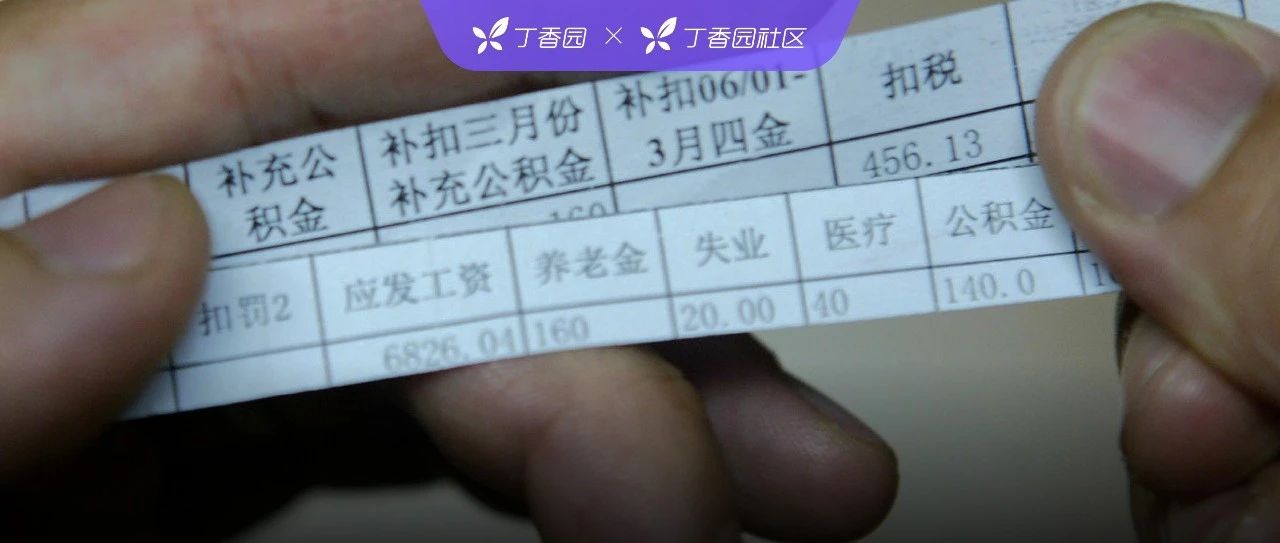 丁香园 × 丁香园社区
补充公
积金
补扣三月份
补充公积金
补扣06/01-
3月四金
扣税
160
456.13
扣罚2
应发工资
养老金
失业
医疗
公积金
6826.04
160
20.00
40
140.0